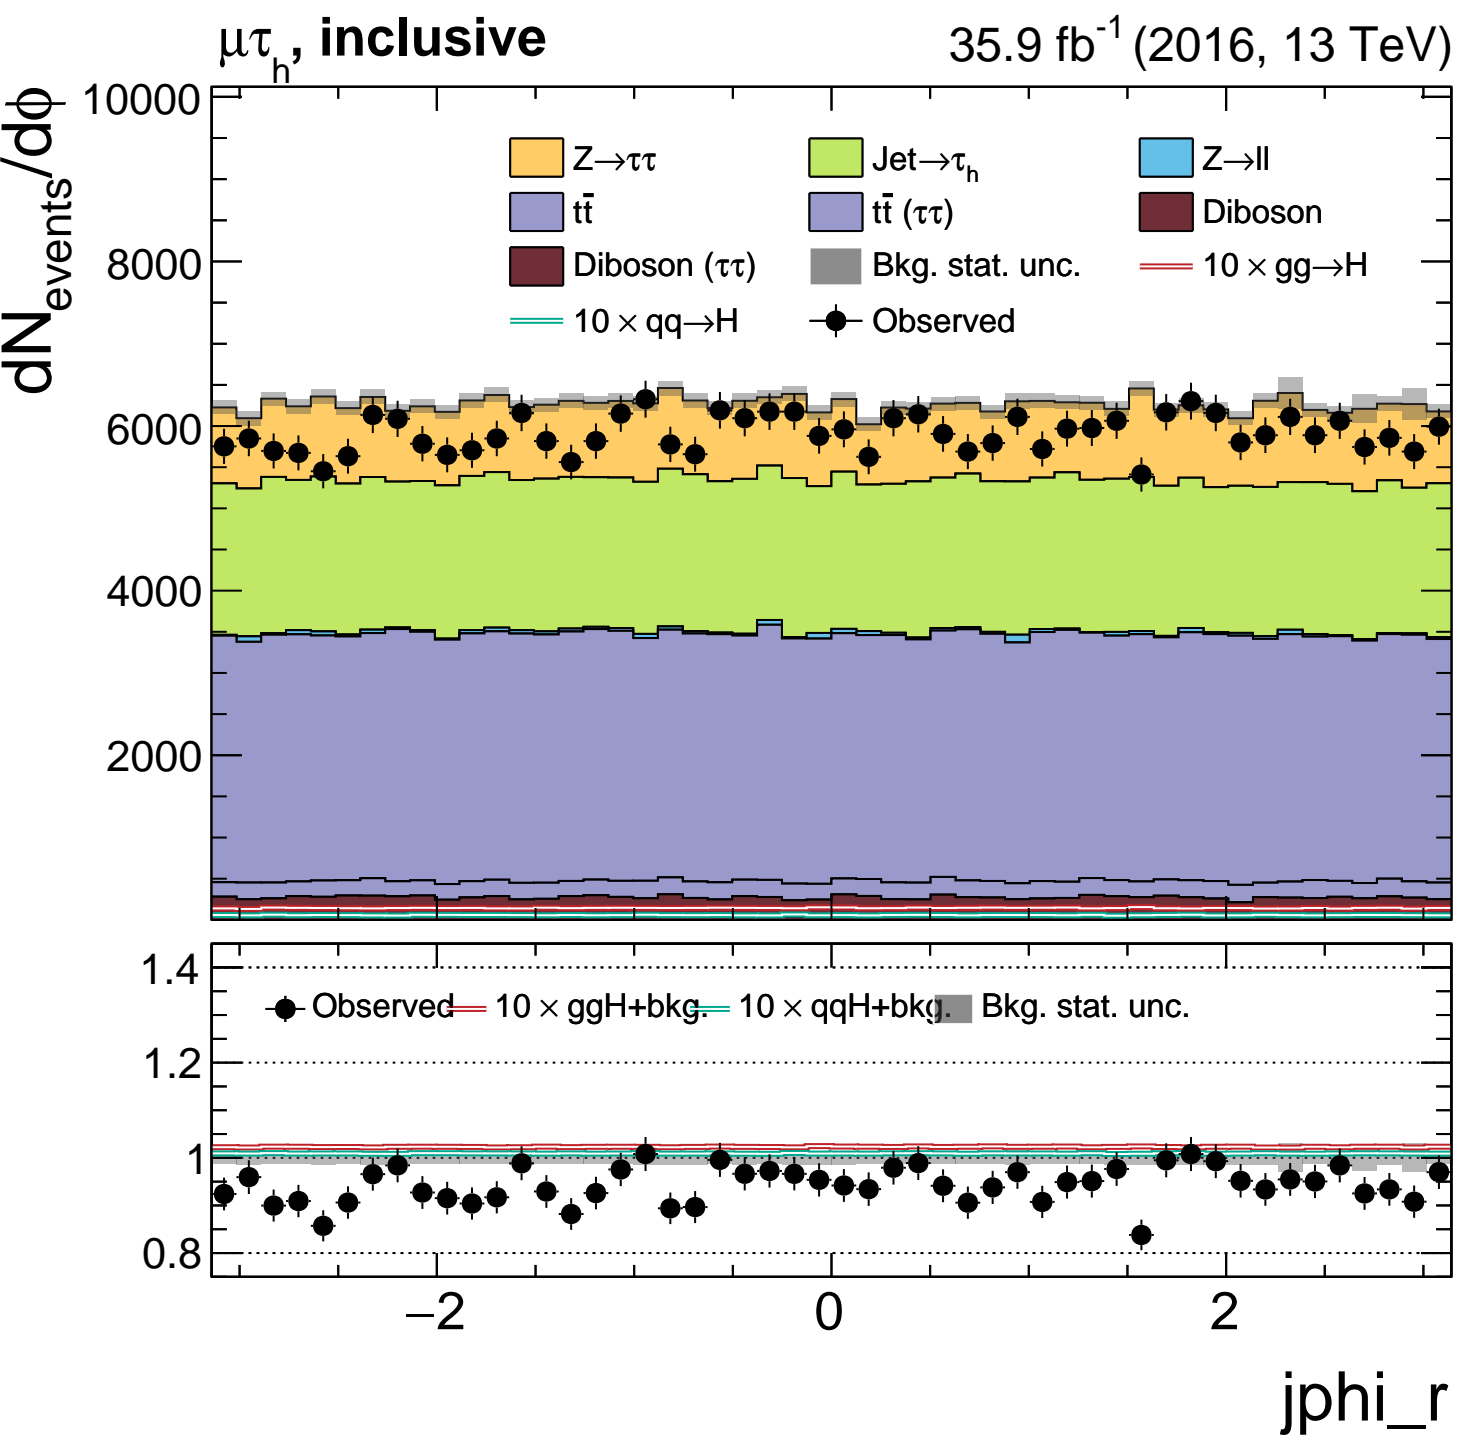 μτh, inclusive 35.9 fb-1 (2016, 13 TeV)
dNevents/dϕ
10000
8000
6000
4000
2000
Z→ττ Jet→τh Z→ll
tt̄ tt̄ (ττ) Diboson
Diboson (ττ) Bkg. stat. unc. 10 × gg→H
10 × qq→H Observed
1.4
1.2
1
0.8
Observed 10 × ggH+bkg. 10 × qqH+bkg. Bkg. stat. unc.
−2 0 2
jphi_r